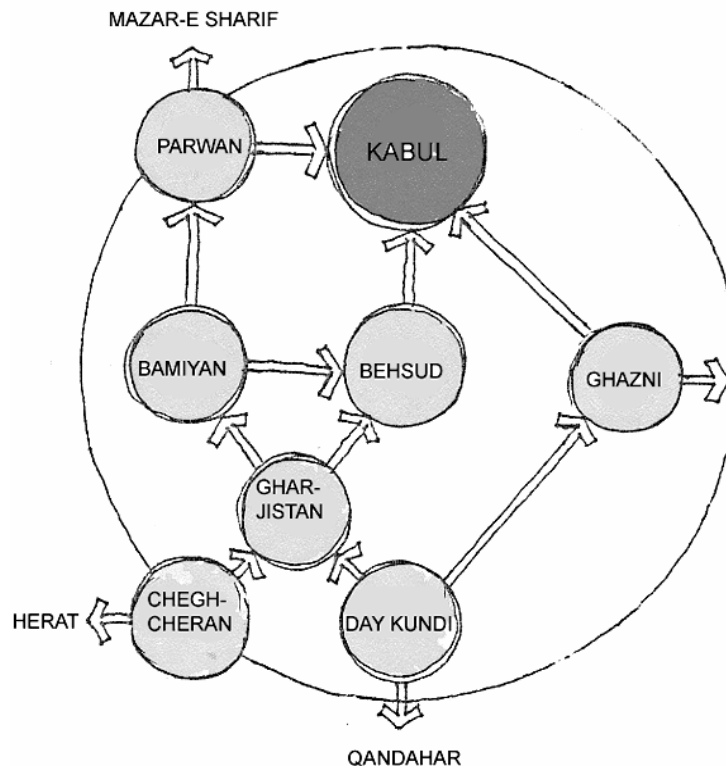 MAZAR-E SHARIF
PARWAN
KABUL
BAMIYAN
BEHSUD
GHAZNI
GHAR-
JISTAN
CHEGH-
CHERAN
HERAT
DAY KUNDI
QANDAHAR